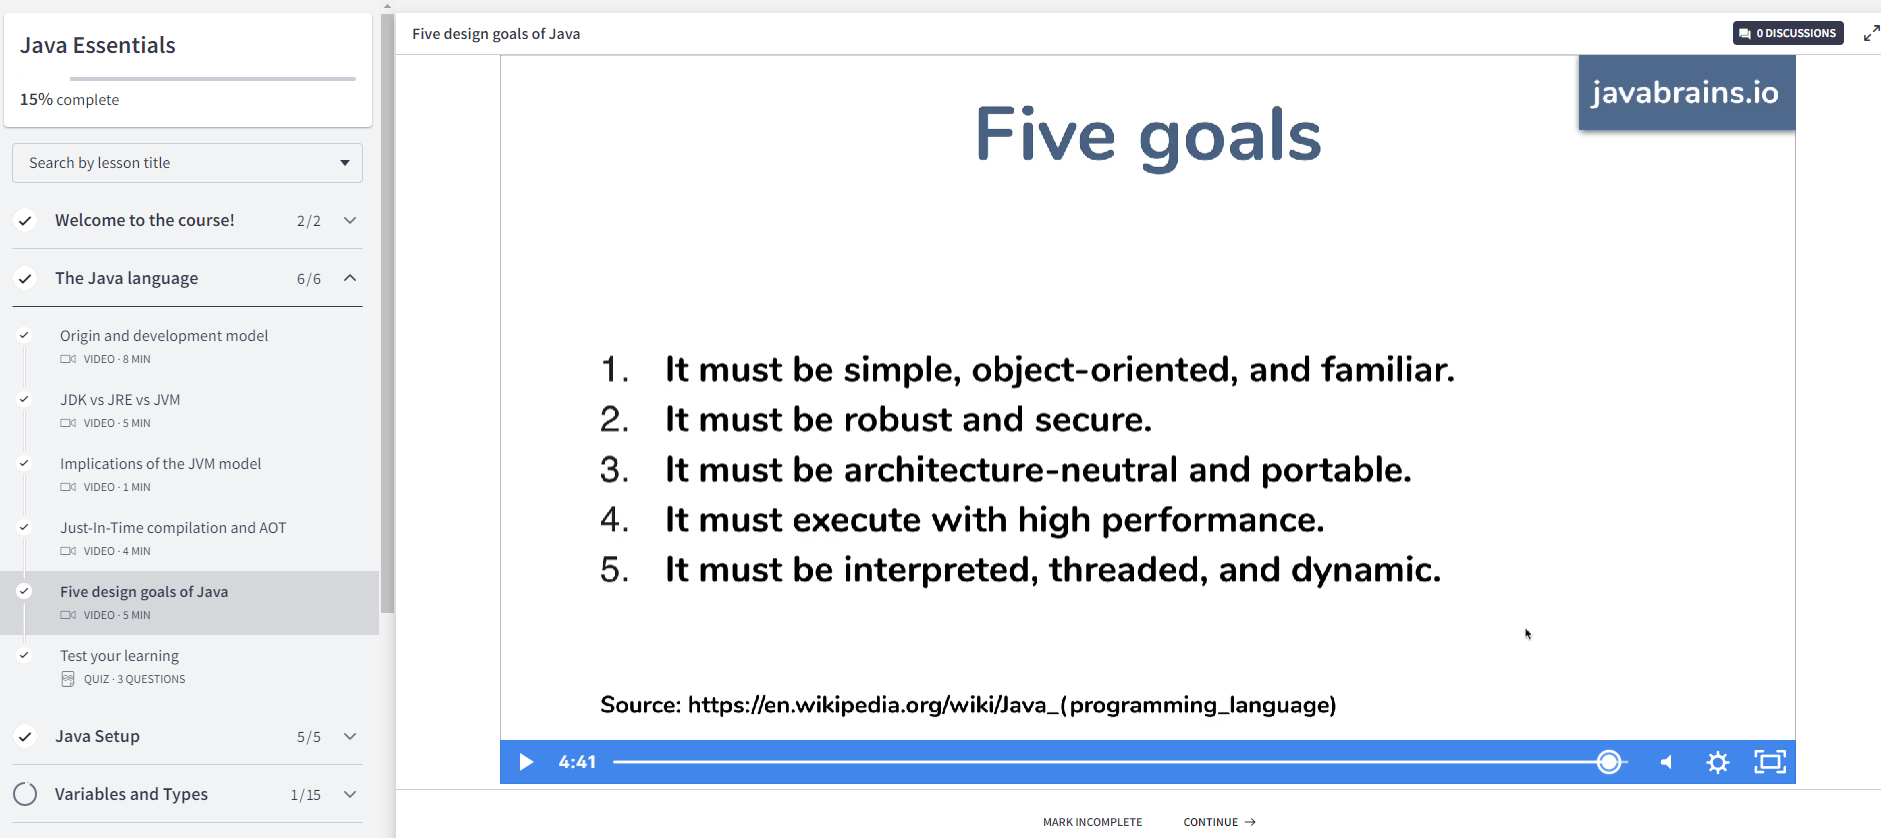 Java Essentials
15% complete
Search by lesson title
Welcome to the course! 2/2
The Java language 6/6
Origin and development model
VIDEO · 8 MIN
JDK vs JRE vs JVM
VIDEO · 5 MIN
Implications of the JVM model
VIDEO · 1 MIN
Just-In-Time compilation and AOT
VIDEO · 4 MIN
Five design goals of Java
VIDEO · 5 MIN
Test your learning
QUIZ · 3 QUESTIONS
Java Setup 5/5
Variables and Types 1/15
Five design goals of Java
0 DISCUSSIONS
javabrains.io
Five goals
1. It must be simple, object-oriented, and familiar.
2. It must be robust and secure.
3. It must be architecture-neutral and portable.
4. It must execute with high performance.
5. It must be interpreted, threaded, and dynamic.
Source: https://en.wikipedia.org/wiki/Java_(programming_language)
4:41
MARK INCOMPLETE CONTINUE →